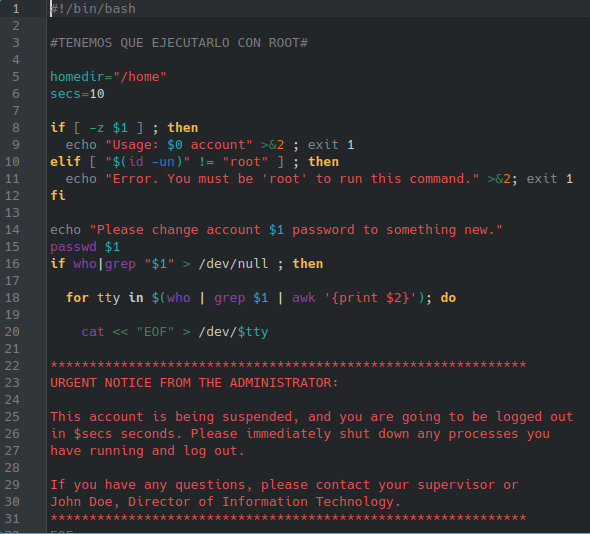 1 #!/bin/bash
2
3 #TENEMOS QUE EJECUTARLO CON ROOT#
4
5 homedir="/home"
6 secs=10
7
8 if [ -z $1 ] ; then
9   echo "Usage: $0 account" >&2 ; exit 1
10 elif [ "$(id -un)" != "root" ] ; then
11   echo "Error. You must be 'root' to run this command." >&2; exit 1
12 fi
13
14 echo "Please change account $1 password to something new."
15 passwd $1
16 if who|grep "$1" > /dev/null ; then
17
18   for tty in $(who | grep $1 | awk '{print $2}'); do
19
20     cat << "EOF" > /dev/$tty
21
22 *************************************************************
23 URGENT NOTICE FROM THE ADMINISTRATOR:
24
25 This account is being suspended, and you are going to be logged out
26 in $secs seconds. Please immediately shut down any processes you
27 have running and log out.
28
29 If you have any questions, please contact your supervisor or
30 John Doe, Director of Information Technology.
31 *************************************************************